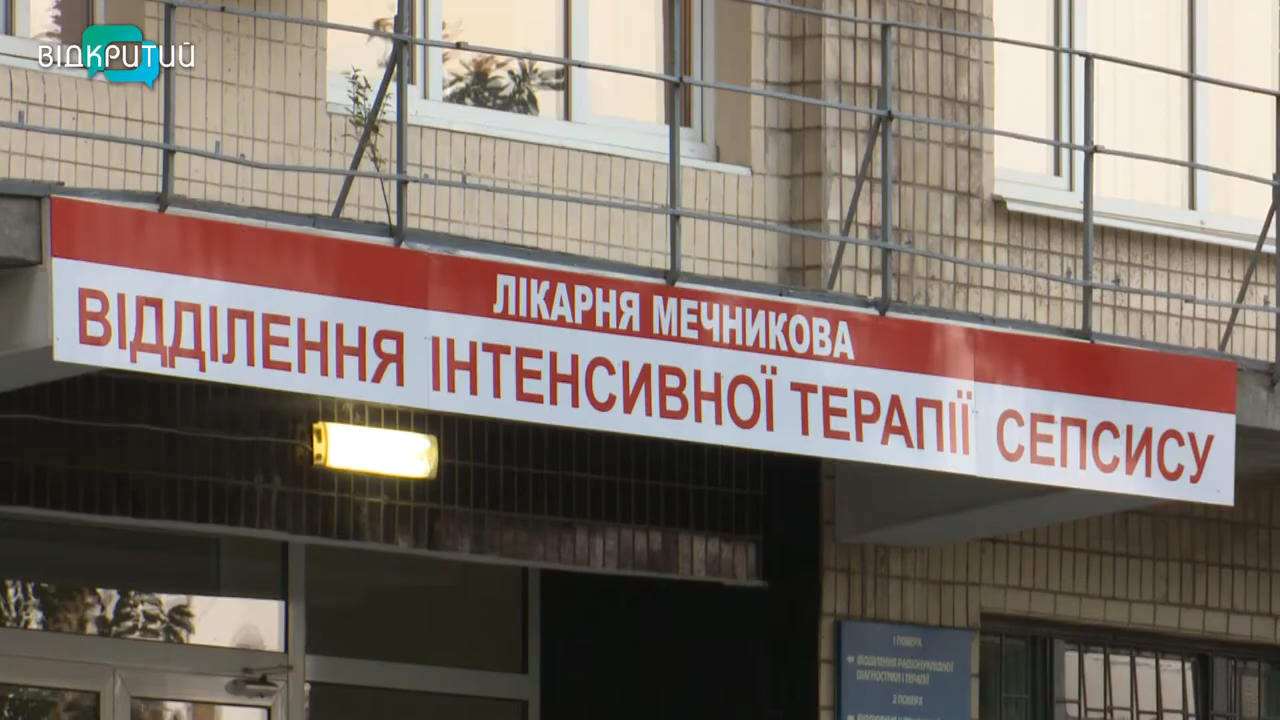 ВІДКРИТИЙ
ЛІКАРНЯ МЕЧНИКОВА
ВІДДІЛЕННЯ ІНТЕНСИВНОЇ ТЕРАПІЇ СЕПСИСУ
1 ПОВЕРХ
ВІДДІЛЕННЯ РАДІОНУКЛІДНОЇ
ДІАГНОСТИКИ І ТЕРАПІЇ
2 ПОВЕРХ